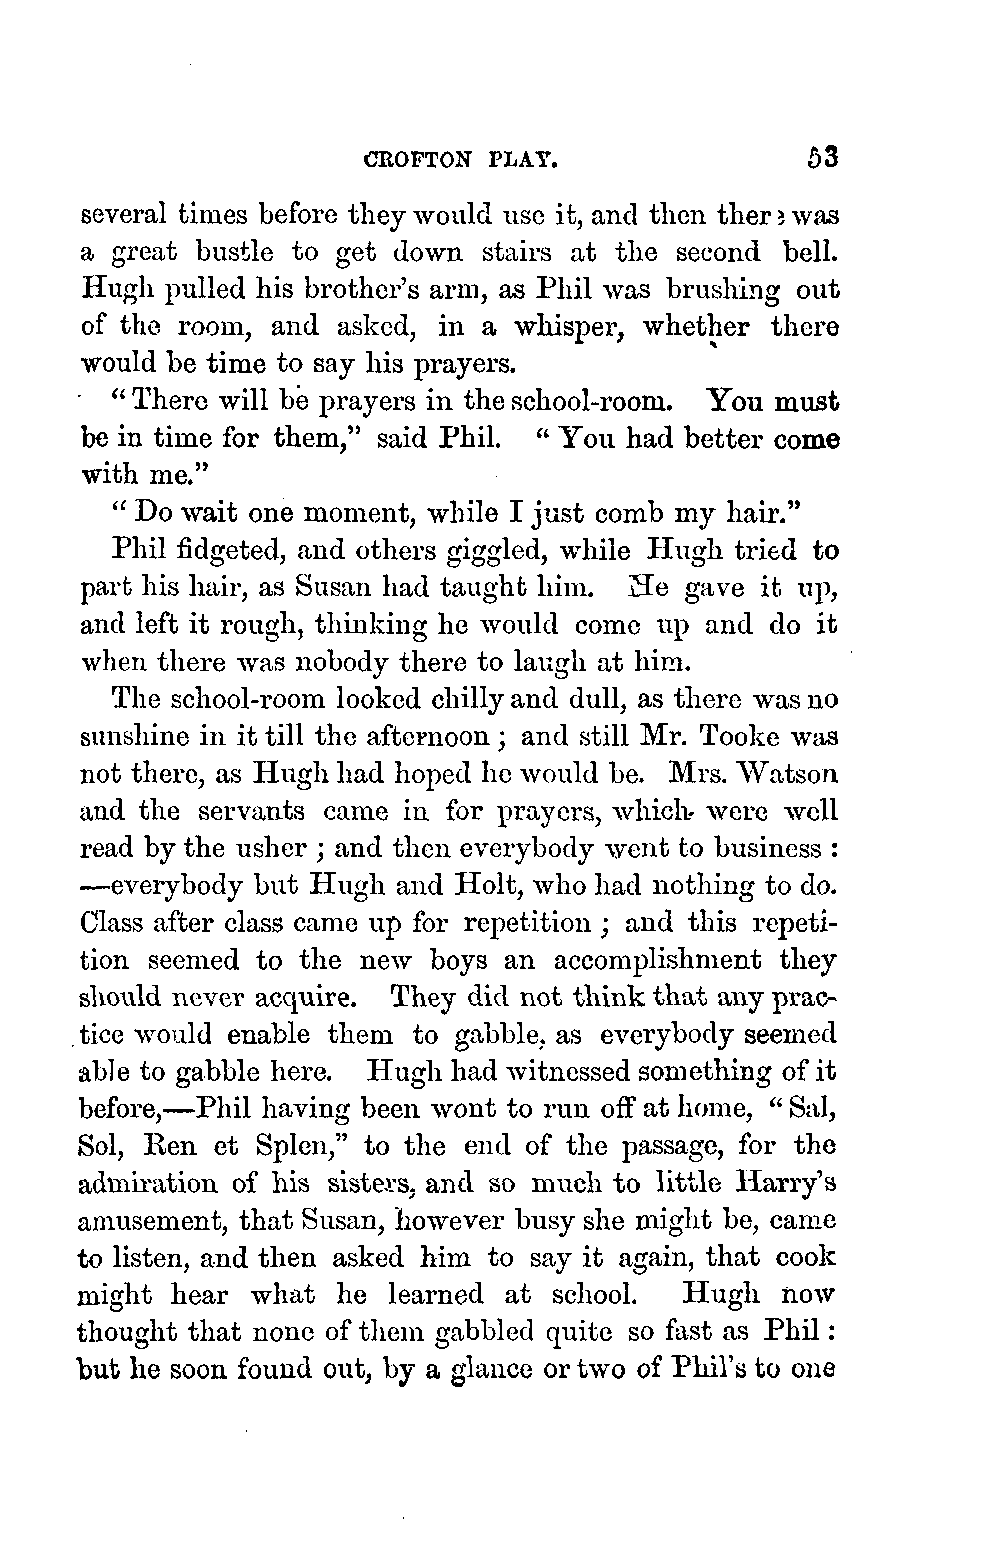 CROFTON PLAY. 53
several times before they would use it, and then there was
a great bustle to get down stairs at the second bell.
Hugh pulled his brother's arm, as Phil was brushing out
of the room, and asked, in a whisper, whether there
would be time to say his prayers.
"There will be prayers in the school-room. You must
be in time for them," said Phil. "You had better come
with me."
"Do wait one moment, while I just comb my hair."
Phil fidgeted, and others giggled, while Hugh tried to
part his hair, as Susan had taught him. He gave it up,
and left it rough, thinking he would come up and do it
when there was nobody there to laugh at him.
The school-room looked chilly and dull, as there was no
sunshine in it till the afternoon; and still Mr. Tooke was
not there, as Hugh had hoped he would be. Mrs. Watson
and the servants came in for prayers, which were well
read by the usher; and then everybody went to business:
—everybody but Hugh and Holt, who had nothing to do.
Class after class came up for repetition; and this repeti-
tion seemed to the new boys an accomplishment they
should never acquire. They did not think that any prac-
tice would enable them to gabble, as everybody seemed
able to gabble here. Hugh had witnessed something of it
before,—Phil having been wont to run off at home, "Sal,
Sol, Ren et Splen," to the end of the passage, for the
admiration of his sisters, and so much to little Harry's
amusement, that Susan, however busy she might be, came
to listen, and then asked him to say it again, that cook
might hear what he learned at school. Hugh now
thought that none of them gabbled quite so fast as Phil:
but he soon found out, by a glance or two of Phil's to one